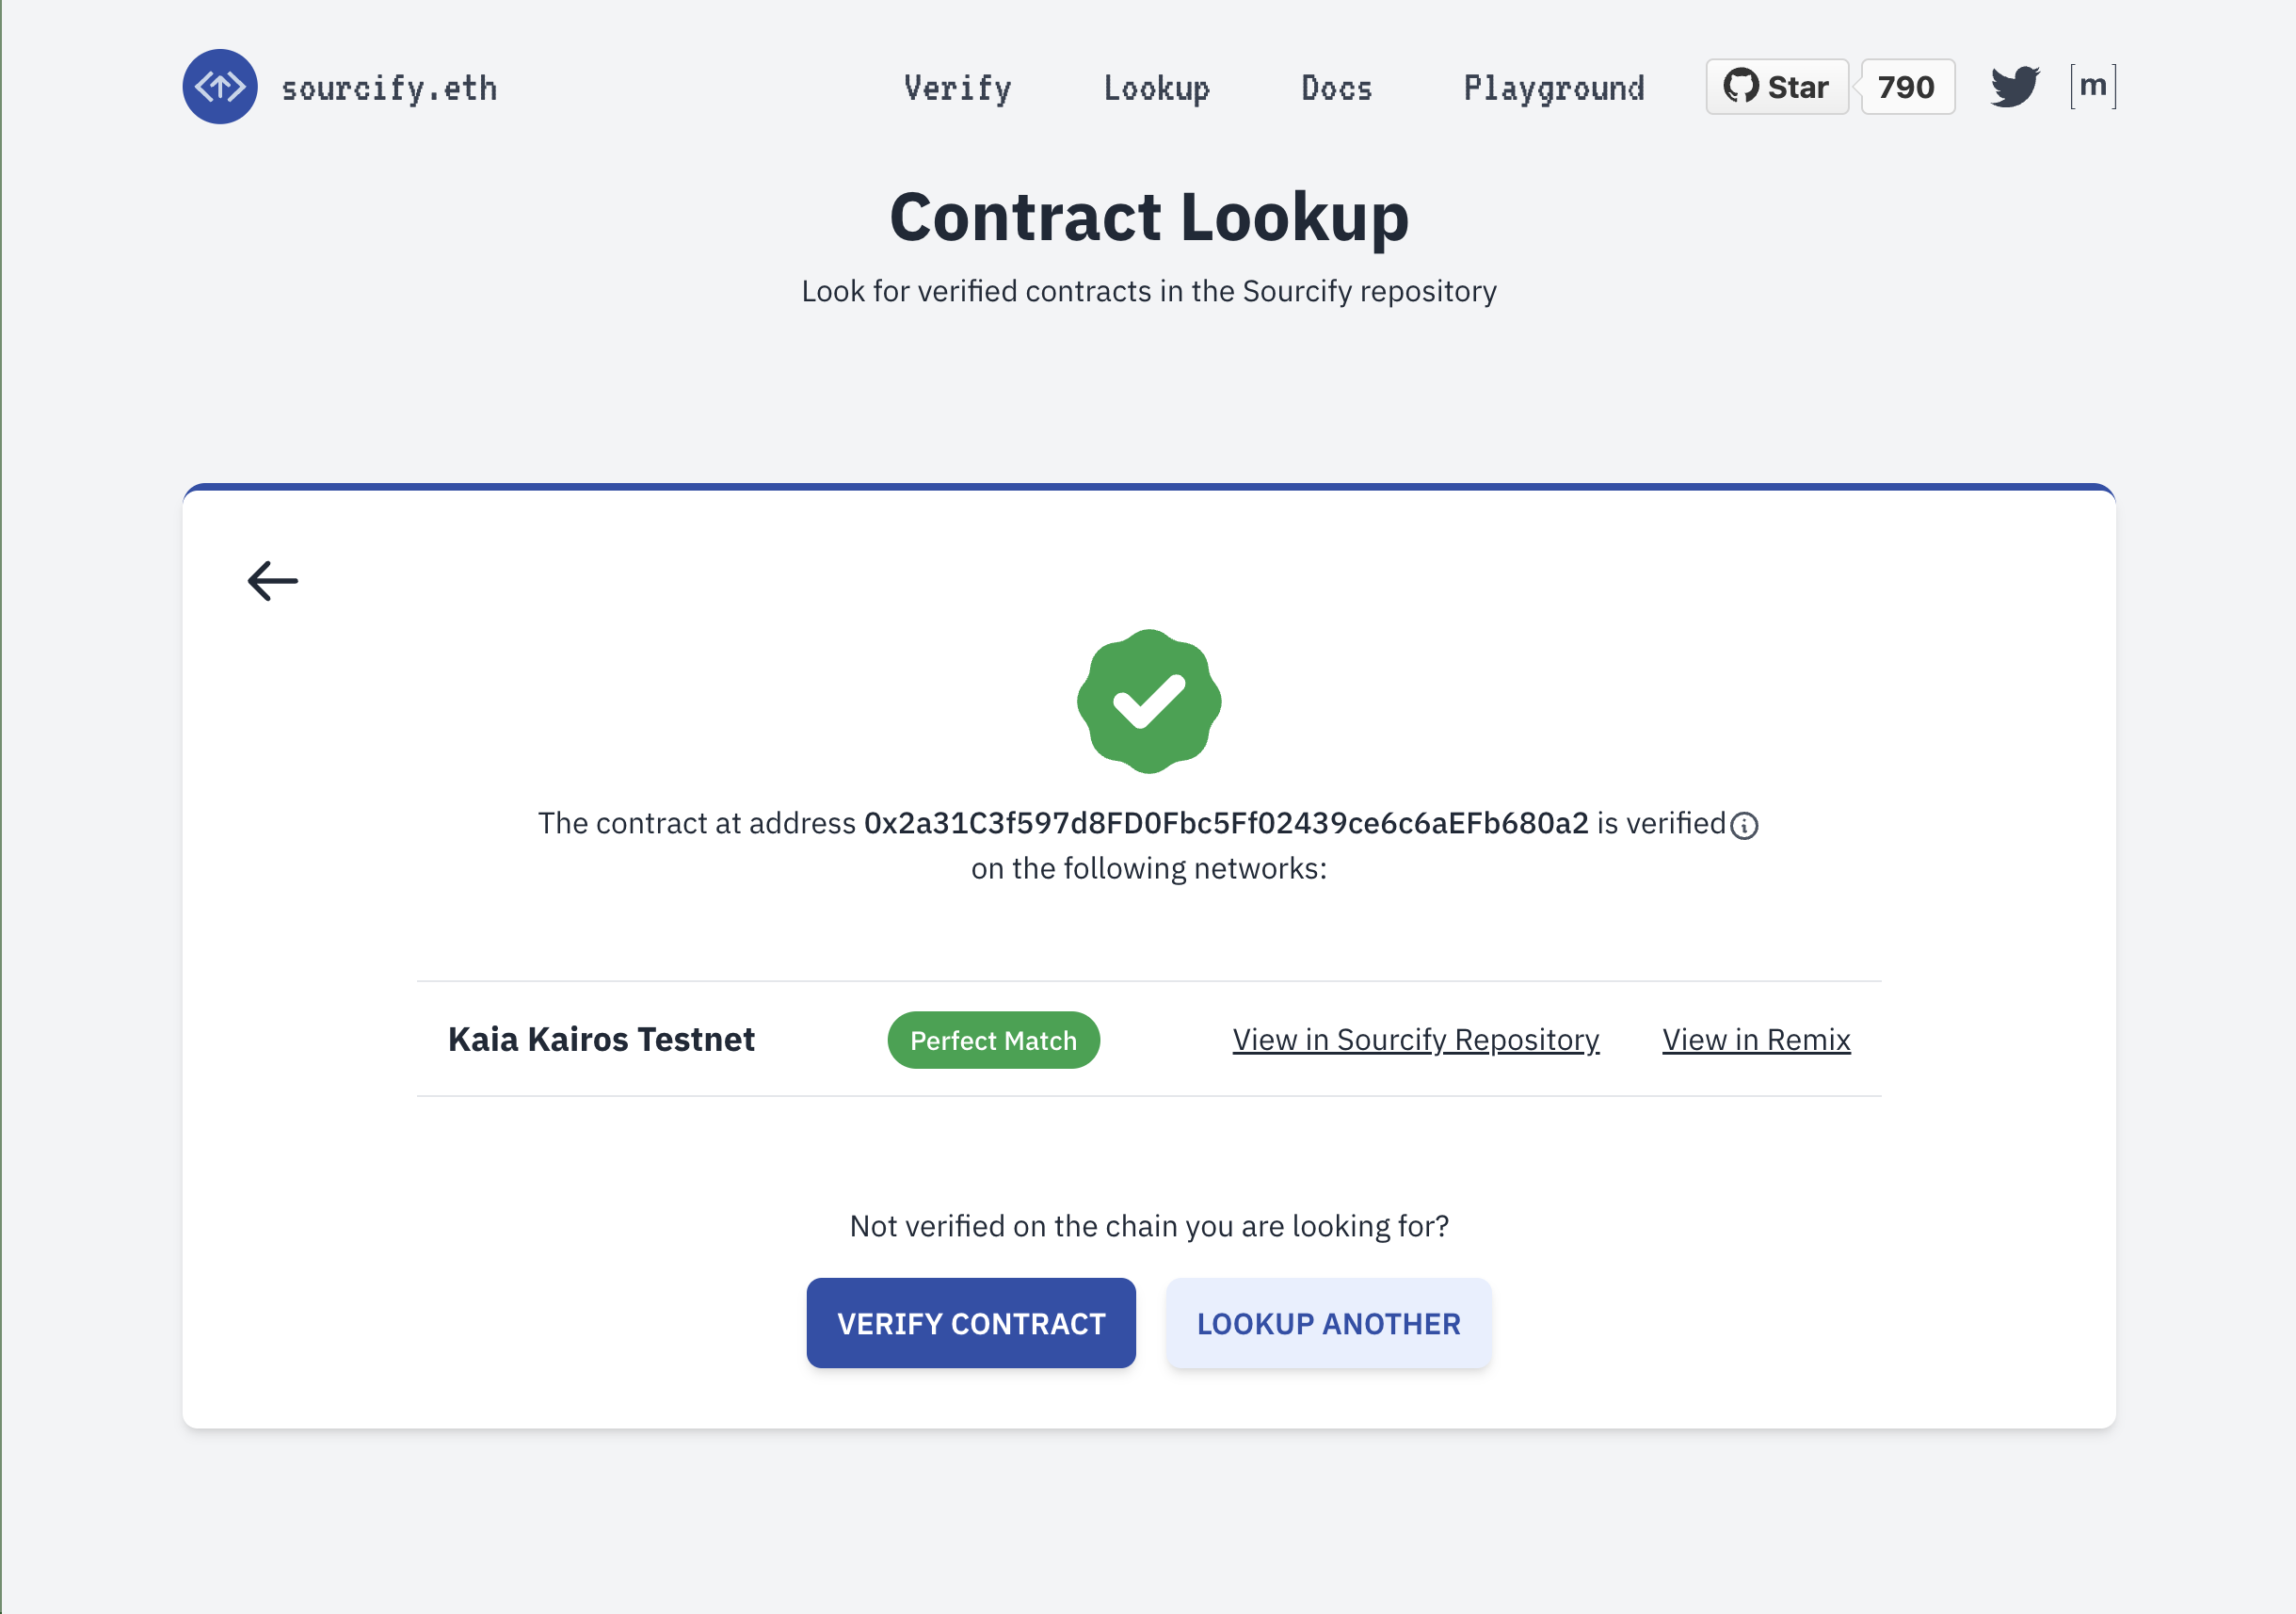 sourcify.eth
Verify
Lookup
Docs
Playground
Star
790
[m]
Contract Lookup
Look for verified contracts in the Sourcify repository
The contract at address 0x2a31C3f597d8FD0Fbc5Ff02439ce6c6aEFb680a2 is verified
on the following networks:
Kaia Kairos Testnet
Perfect Match
View in Sourcify Repository
View in Remix
Not verified on the chain you are looking for?
VERIFY CONTRACT
LOOKUP ANOTHER